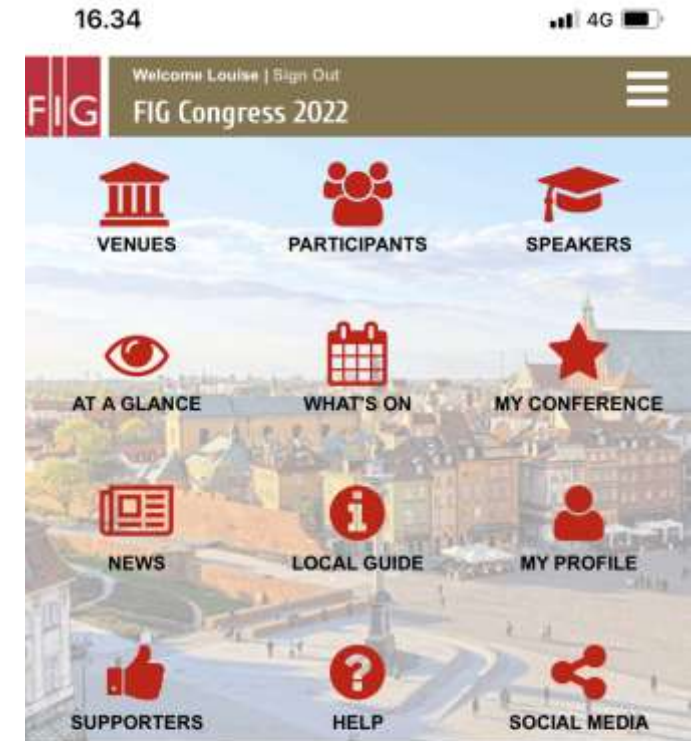 16.34
4G
FIG
Welcome Louise | Sign Out
FIG Congress 2022
VENUES
PARTICIPANTS
SPEAKERS
AT A GLANCE
WHAT'S ON
MY CONFERENCE
NEWS
LOCAL GUIDE
MY PROFILE
SUPPORTERS
HELP
SOCIAL MEDIA